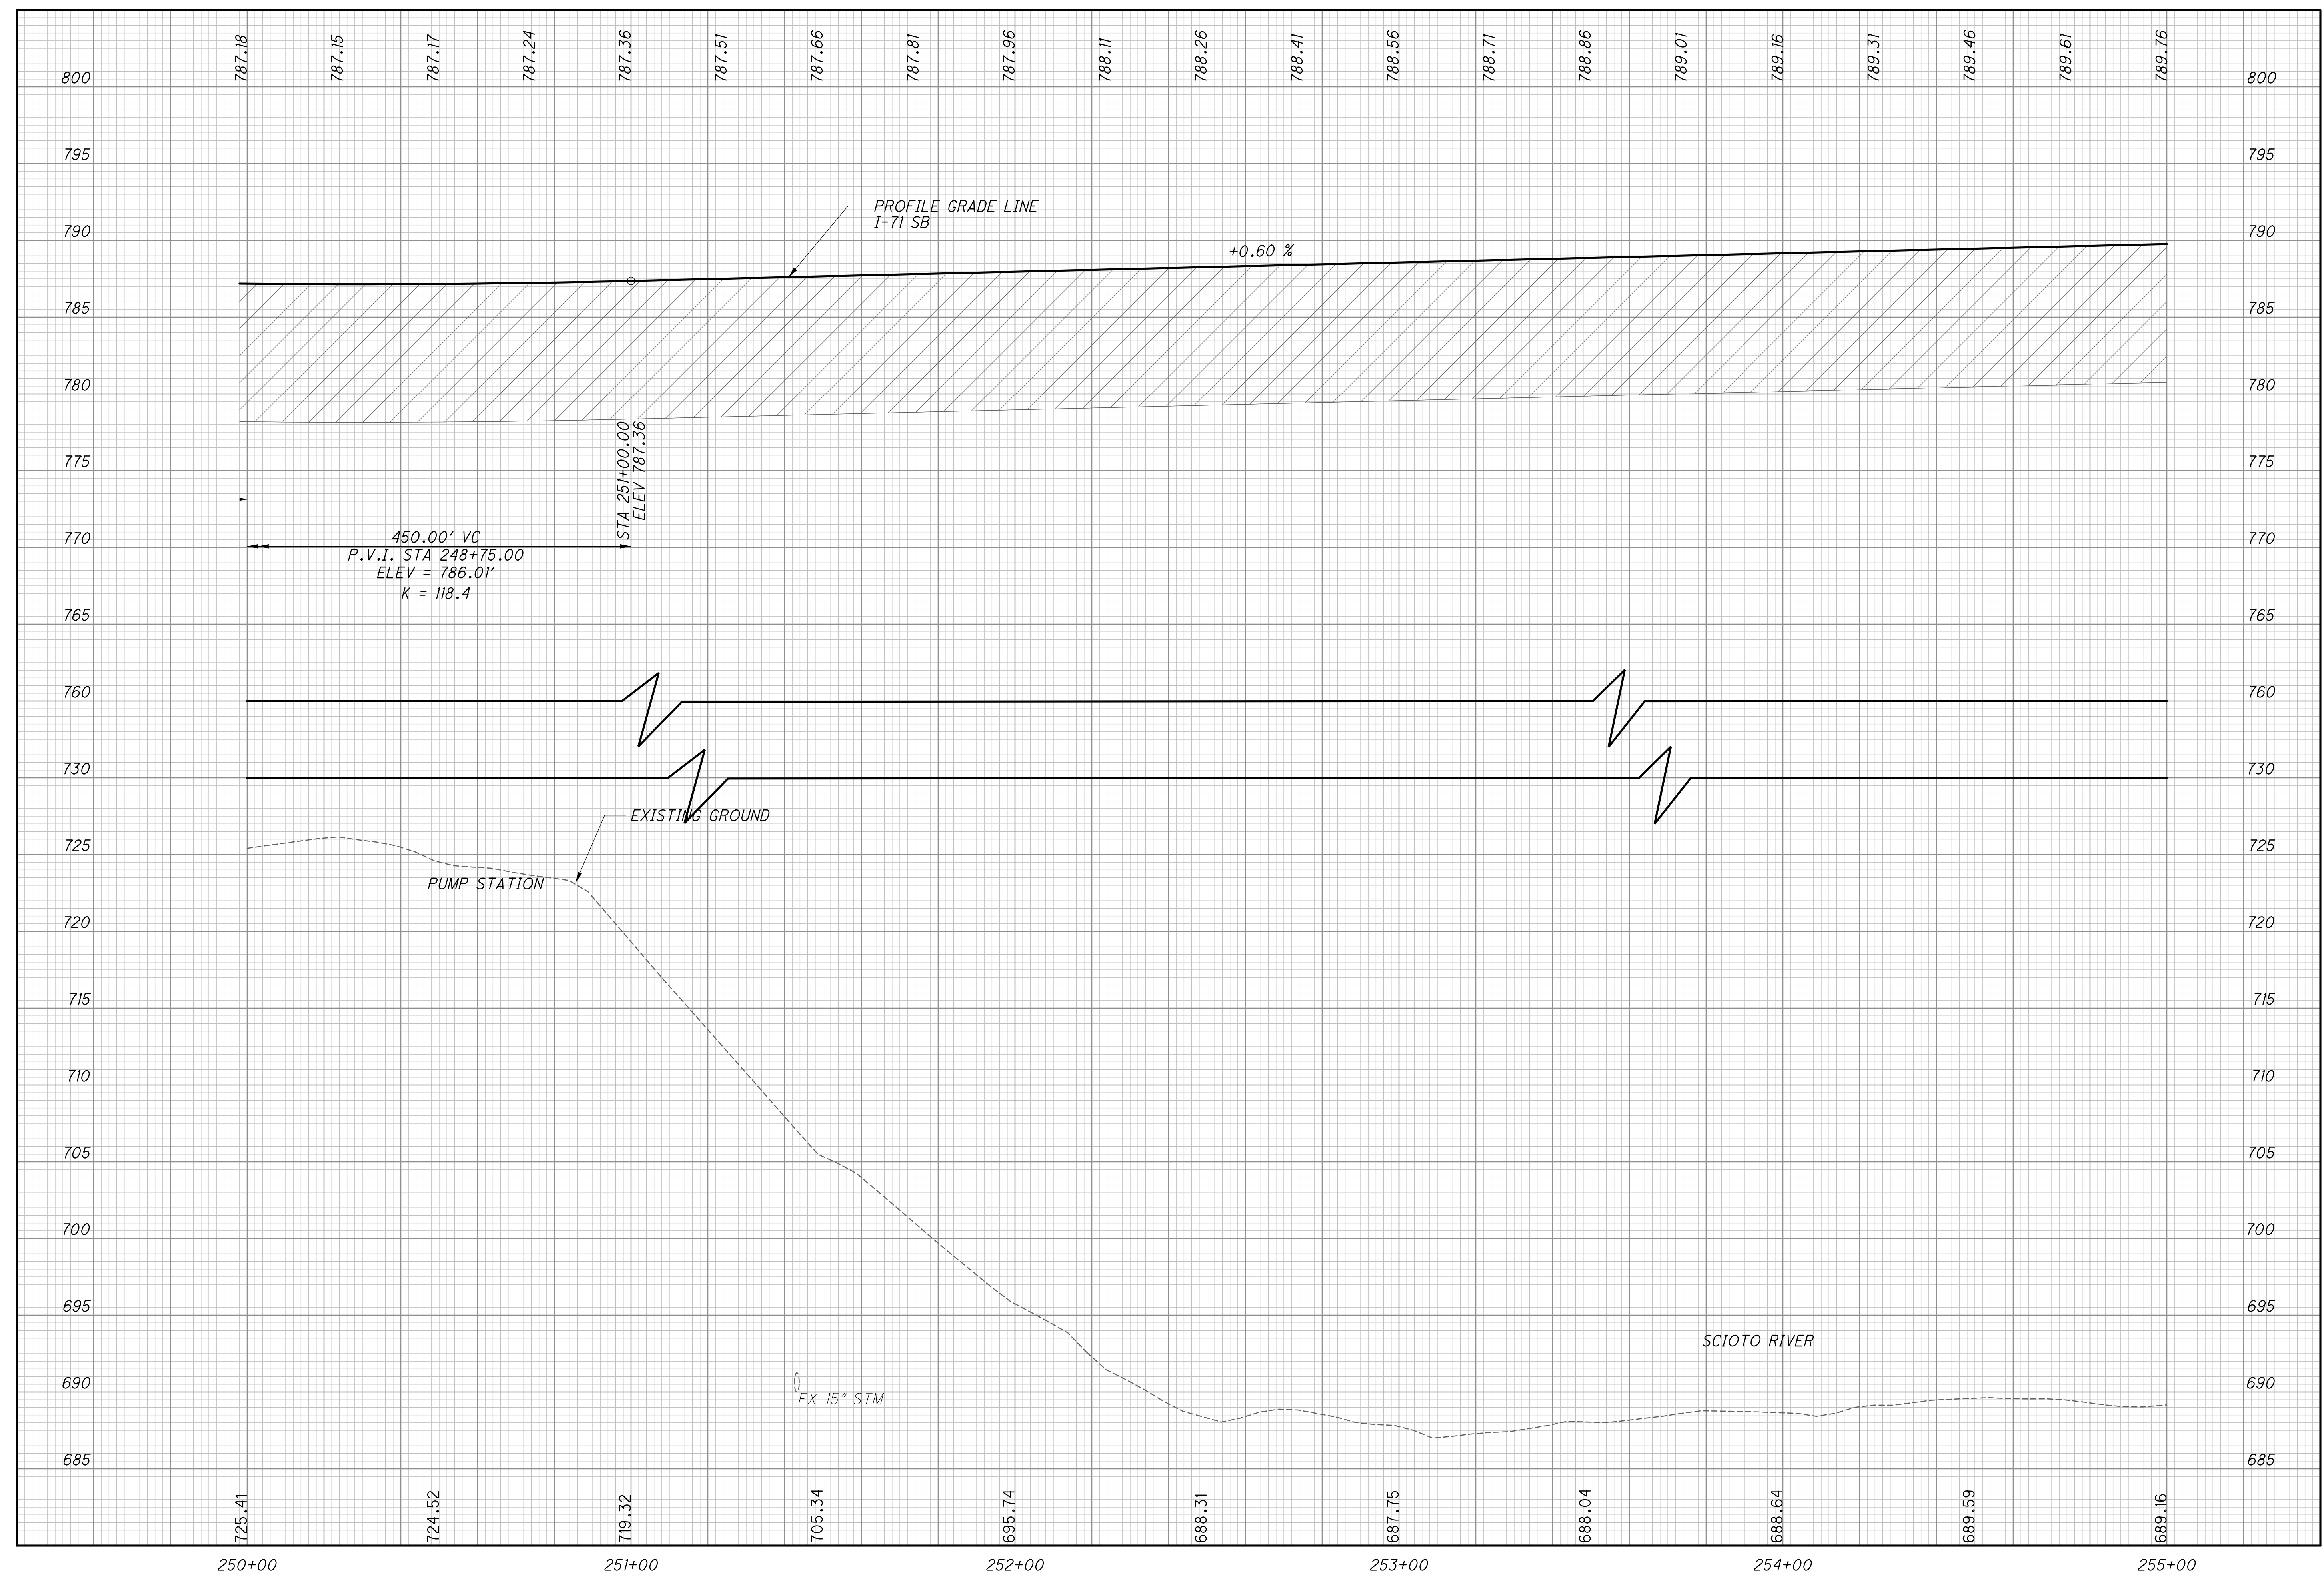 787.18 787.15 787.17 787.24 787.36 787.51 787.66 787.81 787.96 788.11 788.26 788.41 788.56 788.71 788.86 789.01 789.16 789.31 789.46 789.61 789.76
800 800
795 795
PROFILE GRADE LINE
I-71 SB
790 790
+0.60 %
785 785
780 780
STA 251+00.00
ELEV 787.36
775 775
770 770
450.00' VC
P.V.I. STA 248+75.00
ELEV = 786.01'
K = 118.4
765 765
760 760
730 730
EXISTING GROUND
725 725
PUMP STATION
720 720
715 715
710 710
705 705
700 700
695 695
SCIOTO RIVER
690 690
EX 15" STM
685 685
725.41 724.52 719.32 705.34 695.74 688.31 687.75 688.04 688.64 689.59 689.16
250+00 251+00 252+00 253+00 254+00 255+00